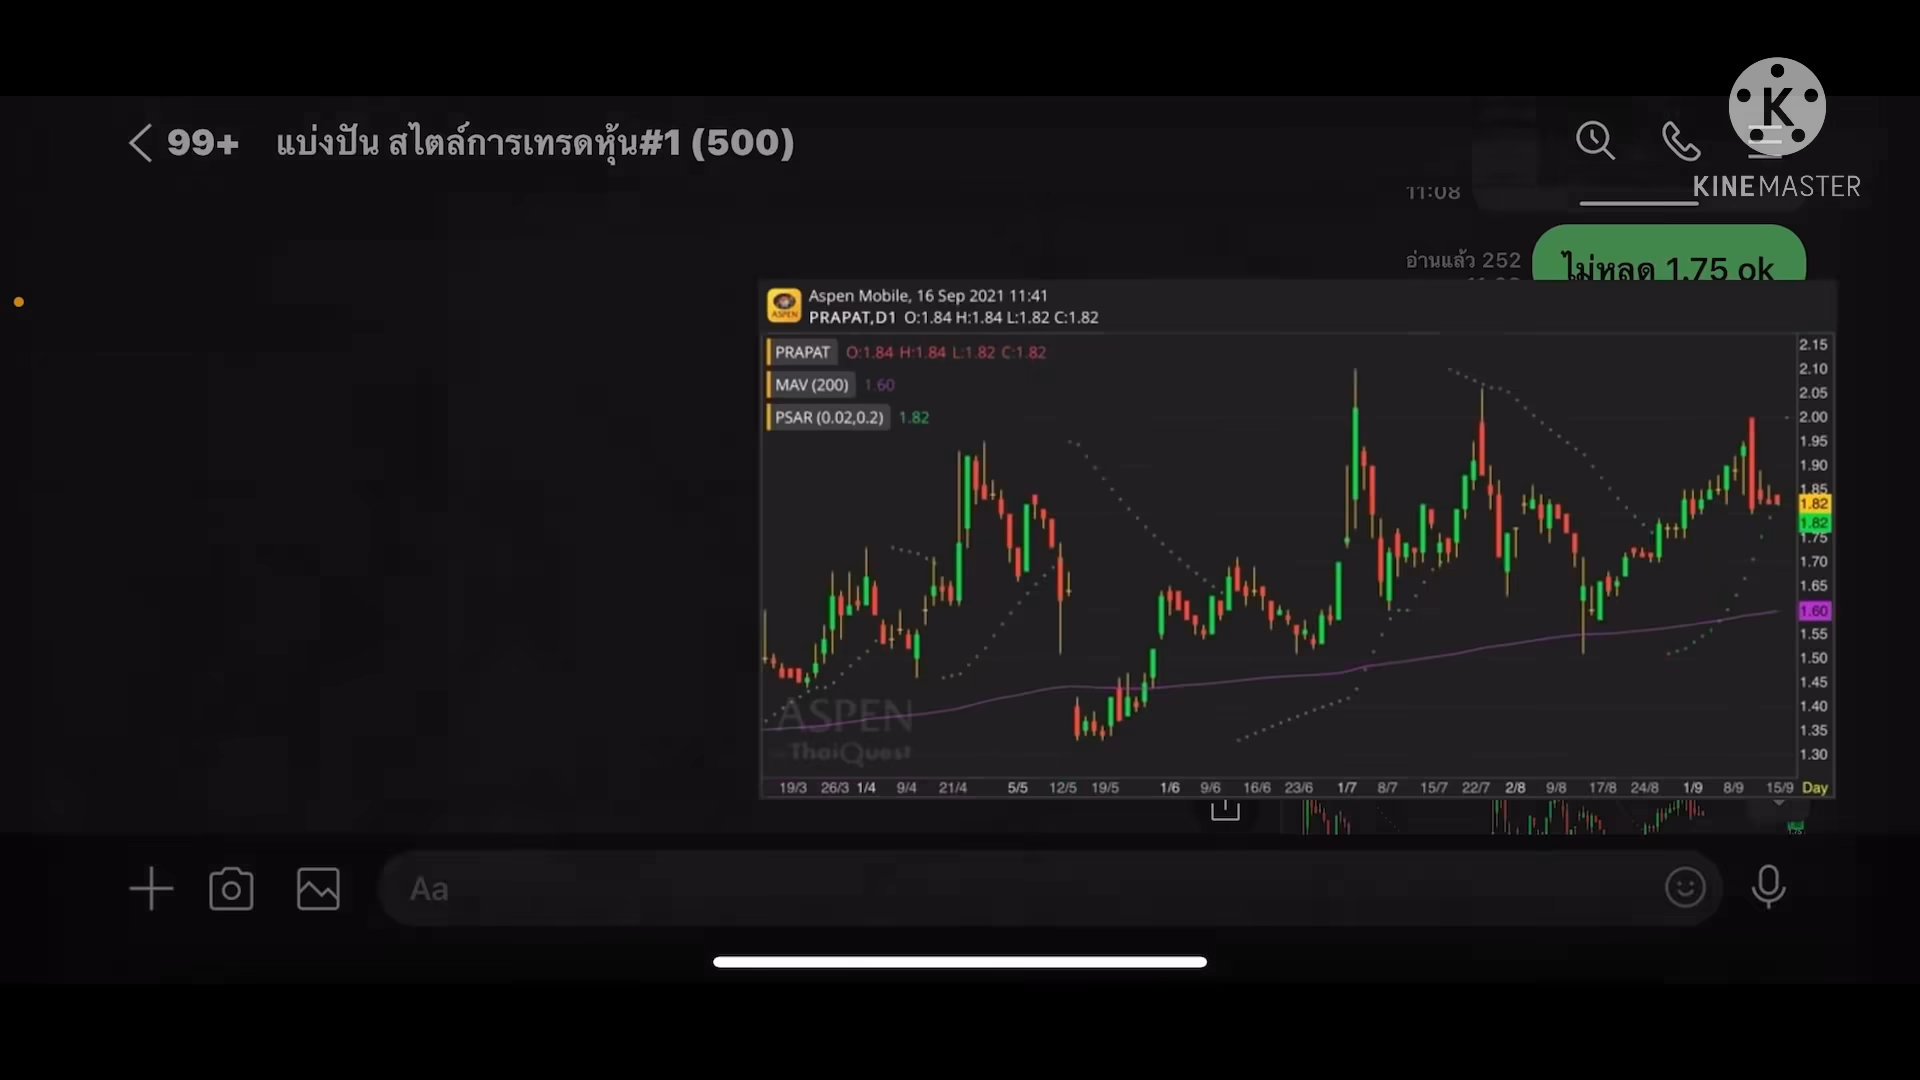 99+ แบ่งปัน สไตล์การเทรดหุ้น#1 (500)
KINEMASTER
11:08
อ่านแล้ว 252
ไม่หลุด 1.75 ok
ASPEN
Aspen Mobile, 16 Sep 2021 11:41
PRAPAT,D1 O:1.84 H:1.84 L:1.82 C:1.82
PRAPAT O:1.84 H:1.84 L:1.82 C:1.82
MAV (200) 1.60
PSAR (0.02,0.2) 1.82
2.15
2.10
2.05
2.00
1.95
1.90
1.85
1.82
1.82
1.75
1.70
1.65
1.60
1.55
1.50
1.45
1.40
1.35
1.30
ASPEN
ThaiQuest
19/3 26/3 1/4 9/4 21/4 5/5 12/5 19/5 1/6 9/6 16/6 23/6 1/7 8/7 15/7 22/7 2/8 9/8 17/8 24/8 1/9 8/9 15/9 Day
Aa